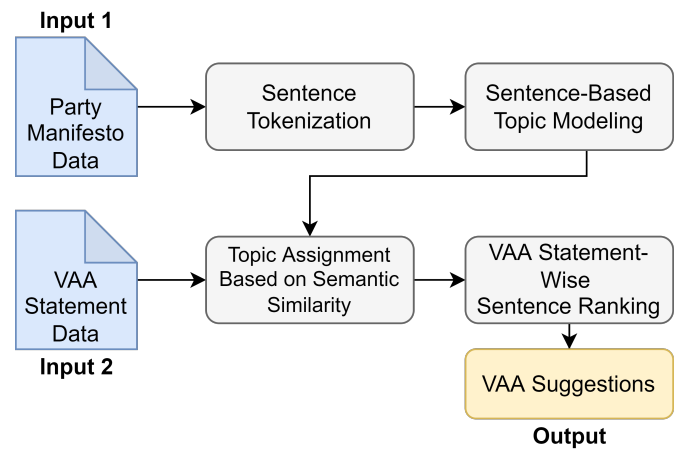 Input 1
Party
Manifesto
Data
Sentence
Tokenization
Sentence-Based
Topic Modeling
VAA
Statement
Data
Input 2
Topic Assignment
Based on Semantic
Similarity
VAA Statement-
Wise
Sentence Ranking
VAA Suggestions
Output